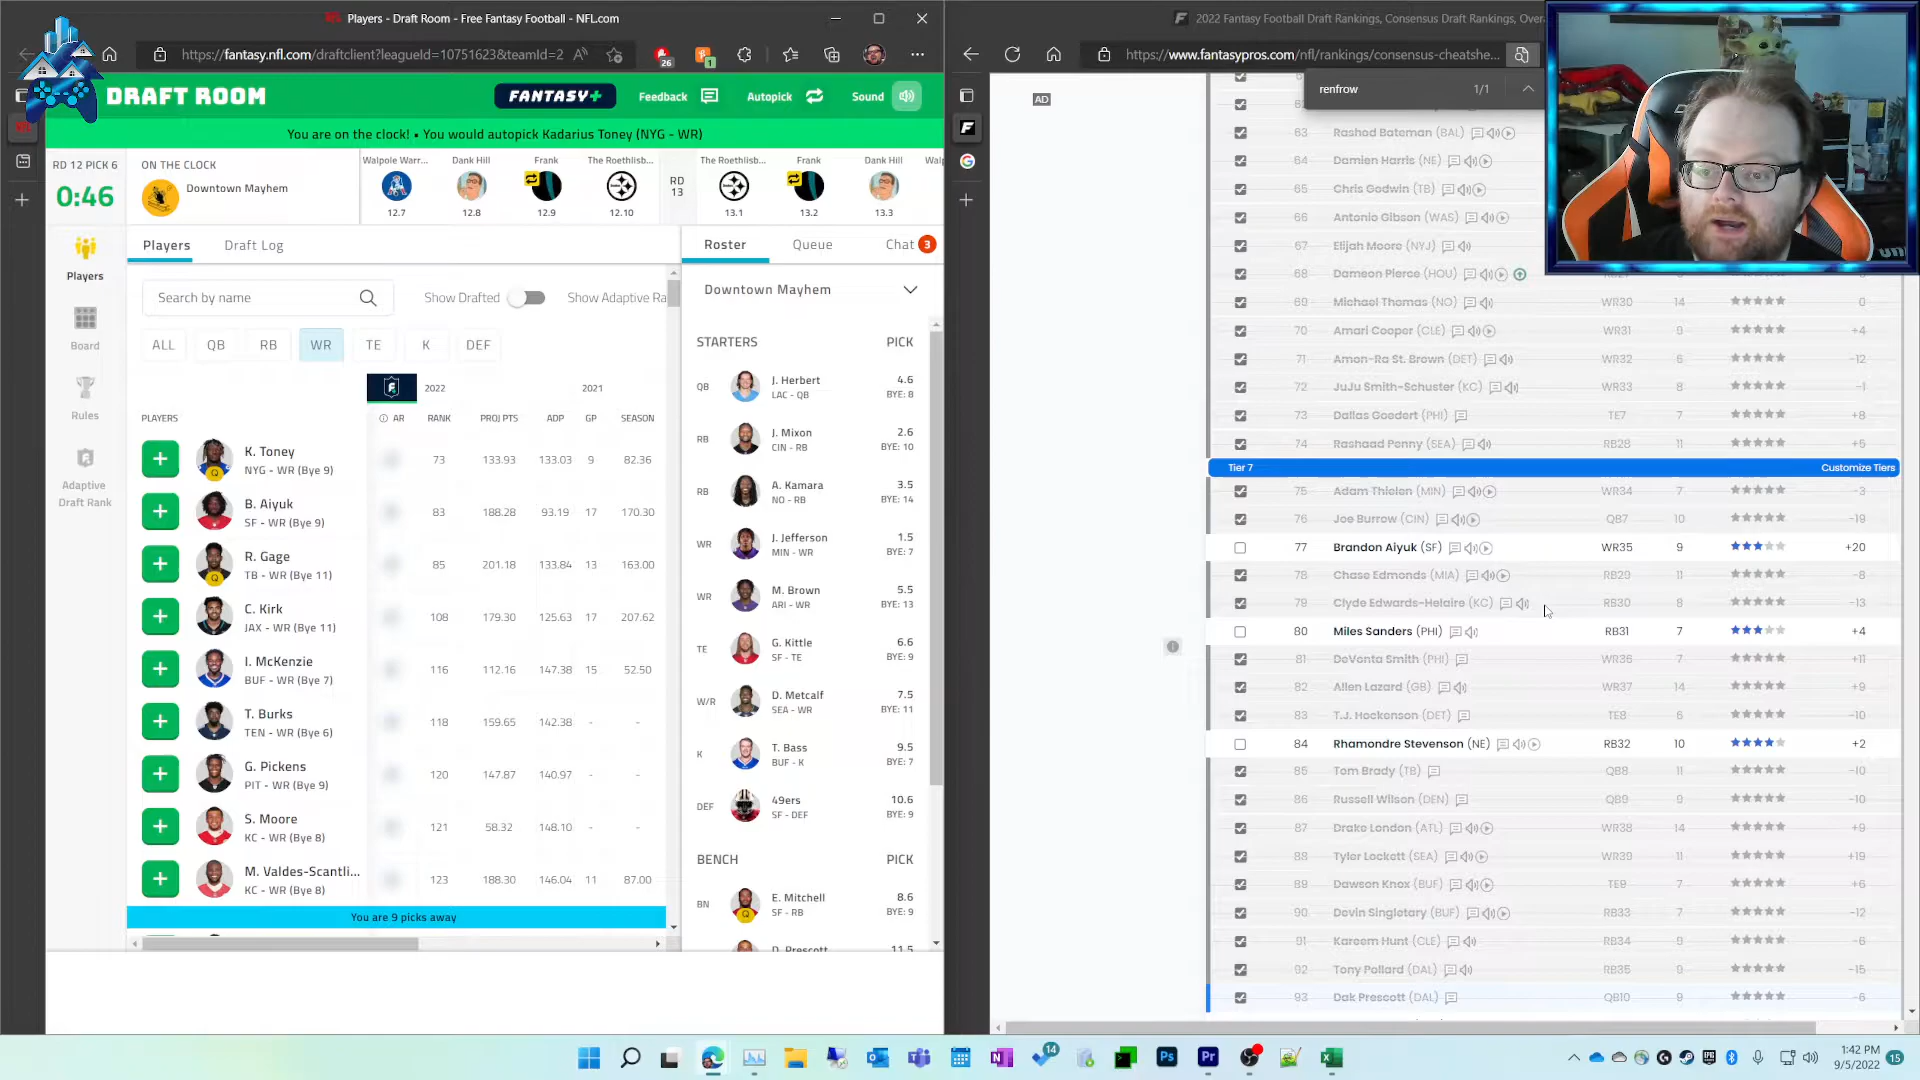 Players - Draft Room - Free Fantasy Football - NFL.com
https://fantasy.nfl.com/draftclient?leagueId=10751623&teamId=2
26
1
DRAFT ROOM
FANTASY+
Feedback
Autopick
Sound
You are on the clock! • You would autopick Kadarius Toney (NYG - WR)
RD 12 PICK 6
0:46
ON THE CLOCK
Downtown Mayhem
Walpole Warr...
12.7
Dank Hill
12.8
Frank
12.9
The Roethlisb...
12.10
RD
13
The Roethlisb...
13.1
Frank
13.2
Dank Hill
13.3
Players
Board
Rules
Adaptive
Draft Rank
Players
Draft Log
Search by name
Show Drafted
Show Adaptive Ra
ALL
QB
RB
WR
TE
K
DEF
2022
2021
PLAYERS
AR
RANK
PROJ PTS
ADP
GP
SEASON
K. Toney
NYG - WR (Bye 9)
73 133.93 133.03 9 82.36
B. Aiyuk
SF - WR (Bye 9)
83 188.28 93.19 17 170.30
R. Gage
TB - WR (Bye 11)
85 201.18 133.84 13 163.00
C. Kirk
JAX - WR (Bye 11)
108 179.30 125.63 17 207.62
I. McKenzie
BUF - WR (Bye 7)
116 112.16 147.38 15 52.50
T. Burks
TEN - WR (Bye 6)
118 159.65 142.38 - -
G. Pickens
PIT - WR (Bye 9)
120 147.87 140.97 - -
S. Moore
KC - WR (Bye 8)
121 58.32 148.10 - -
M. Valdes-Scantli...
KC - WR (Bye 8)
123 188.30 146.04 11 87.00
You are 9 picks away
Roster
Queue
Chat 3
Downtown Mayhem
STARTERS PICK
QB J. Herbert 4.6
LAC - QB BYE: 8
RB J. Mixon 2.6
CIN - RB BYE: 10
RB A. Kamara 3.5
NO - RB BYE: 14
WR J. Jefferson 1.5
MIN - WR BYE: 7
WR M. Brown 5.5
ARI - WR BYE: 13
TE G. Kittle 6.6
SF - TE BYE: 9
W/R D. Metcalf 7.5
SEA - WR BYE: 11
K T. Bass 9.5
BUF - K BYE: 7
DEF 49ers 10.6
SF - DEF BYE: 9
BENCH PICK
BN E. Mitchell 8.6
SF - RB BYE: 9
D. Prescott 11.5
2022 Fantasy Football Draft Rankings, Consensus Draft Rankings, Over
https://www.fantasypros.com/nfl/rankings/consensus-cheatshe...
renfrow 1/1
AD
63 Rashod Bateman (BAL)
64 Damien Harris (NE)
65 Chris Godwin (TB)
66 Antonio Gibson (WAS)
67 Elijah Moore (NYJ)
68 Dameon Pierce (HOU)
69 Michael Thomas (NO) WR30 14 0
70 Amari Cooper (CLE) WR31 9 +4
71 Amon-Ra St. Brown (DET) WR32 6 -12
72 JuJu Smith-Schuster (KC) WR33 8 -1
73 Dallas Goedert (PHI) TE7 7 +8
74 Rashaad Penny (SEA) RB28 11 +5
Tier 7 Customize Tiers
75 Adam Thielen (MIN) WR34 7 -3
76 Joe Burrow (CIN) QB7 10 -19
77 Brandon Aiyuk (SF) WR35 9 +20
78 Chase Edmonds (MIA) RB29 11 -8
79 Clyde Edwards-Helaire (KC) RB30 8 -13
80 Miles Sanders (PHI) RB31 7 +4
81 DeVonta Smith (PHI) WR36 7 +11
82 Allen Lazard (GB) WR37 14 +9
83 T.J. Hockenson (DET) TE8 6 -10
84 Rhamondre Stevenson (NE) RB32 10 +2
85 Tom Brady (TB) QB8 11 -10
86 Russell Wilson (DEN) QB9 9 -10
87 Drake London (ATL) WR38 14 +9
88 Tyler Lockett (SEA) WR39 11 +19
89 Dawson Knox (BUF) TE9 7 +6
90 Devin Singletary (BUF) RB33 7 -12
91 Kareem Hunt (CLE) RB34 9 -6
92 Tony Pollard (DAL) RB35 9 -15
93 Dak Prescott (DAL) QB10 9 -6
14
1:42 PM
9/5/2022
15